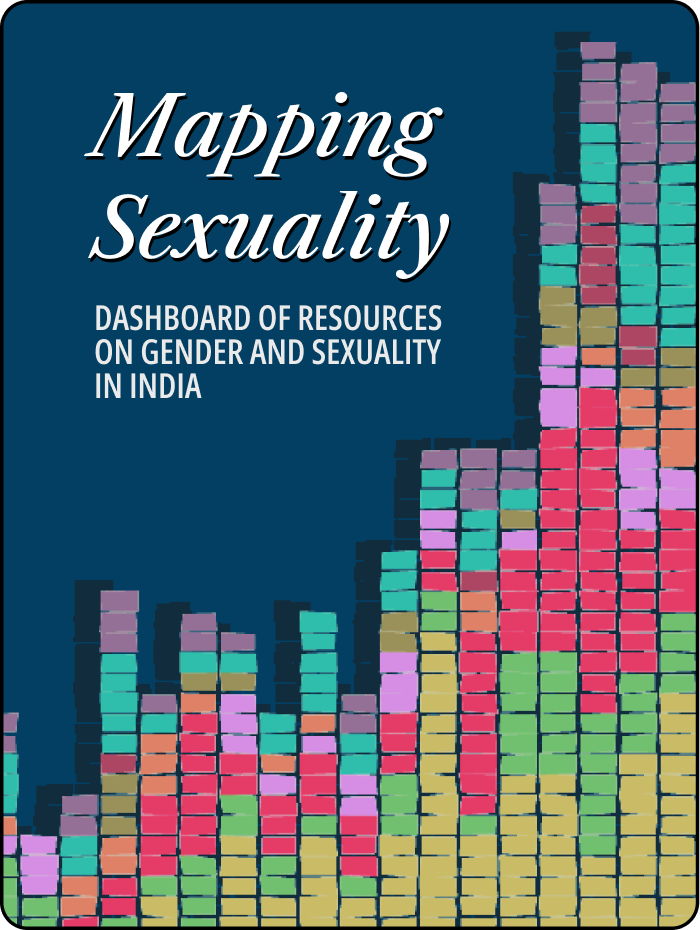 Mapping
Sexuality
DASHBOARD OF RESOURCES
ON GENDER AND SEXUALITY
IN INDIA